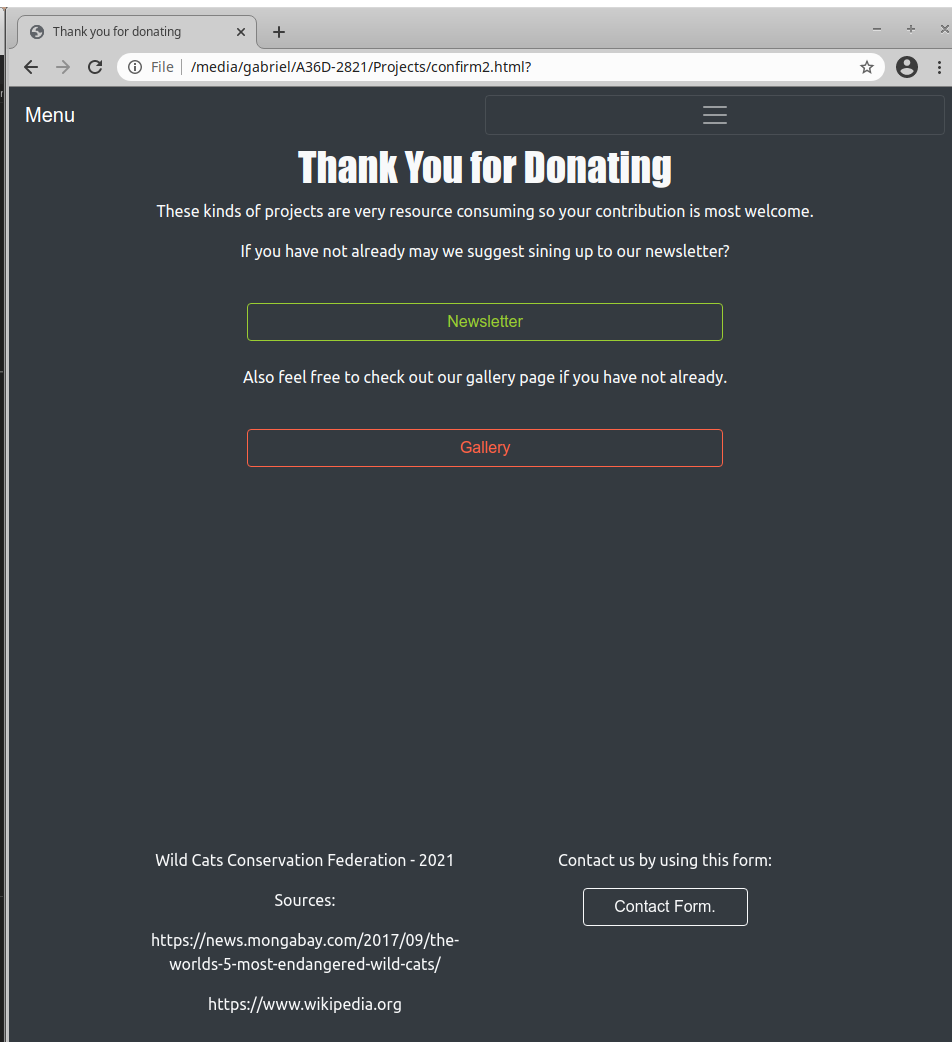 Thank you for donating
File | /media/gabriel/A36D-2821/Projects/confirm2.html?
Menu
Thank You for Donating
These kinds of projects are very resource consuming so your contribution is most welcome.
If you have not already may we suggest sining up to our newsletter?
Newsletter
Also feel free to check out our gallery page if you have not already.
Gallery
Wild Cats Conservation Federation - 2021
Sources:
https://news.mongabay.com/2017/09/the-
worlds-5-most-endangered-wild-cats/
https://www.wikipedia.org
Contact us by using this form:
Contact Form.